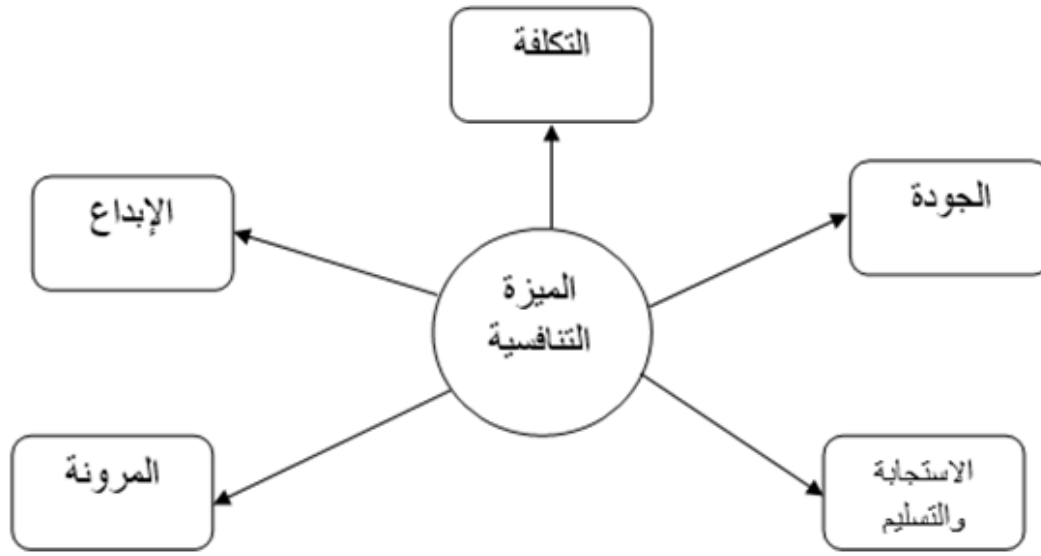 التكلفة
الجودة
الإبداع
الميزة
التنافسية
المرونة
الاستجابة
والتسليم